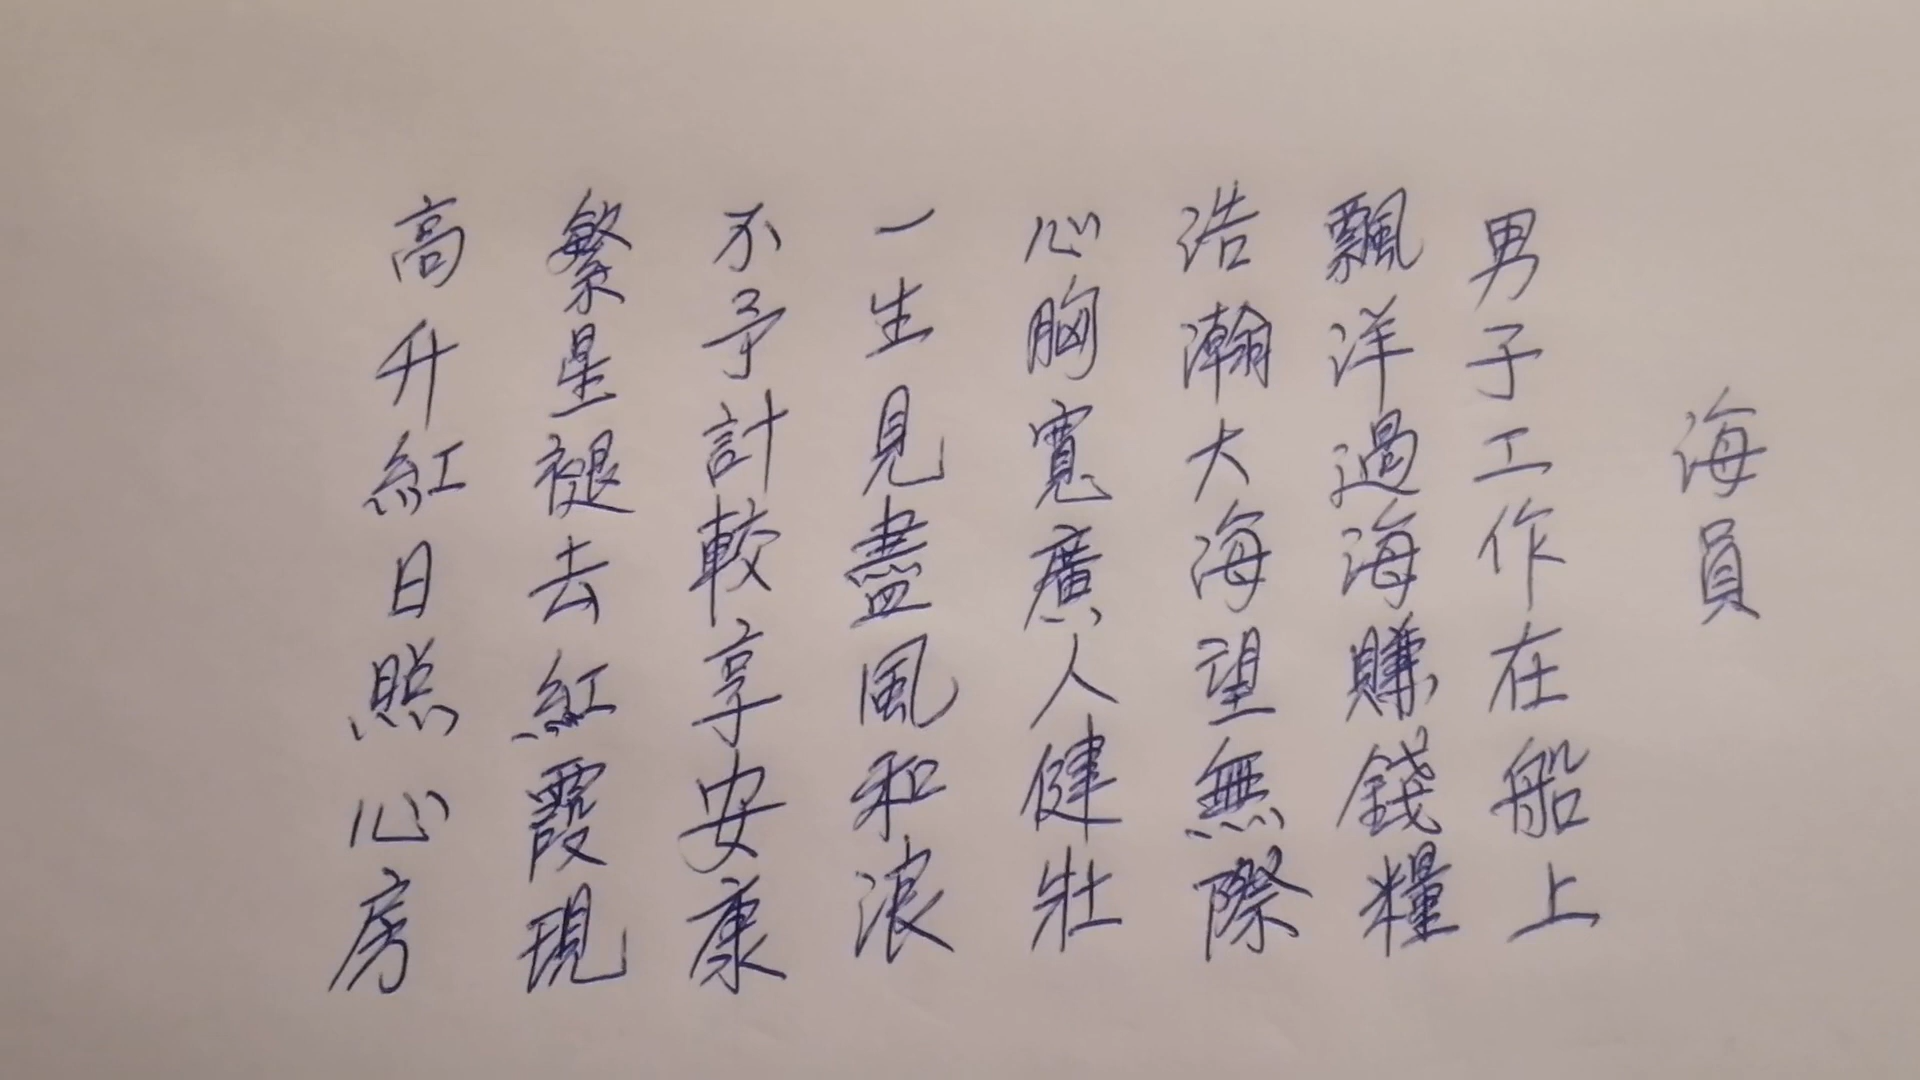 海員
男子工作在船上
飄洋過海賺錢糧
浩瀚大海望無際
心胸寬廣人健壯
一生見盡風和浪
不予計較享安康
繁星褪去紅霞現
高升紅日照心房